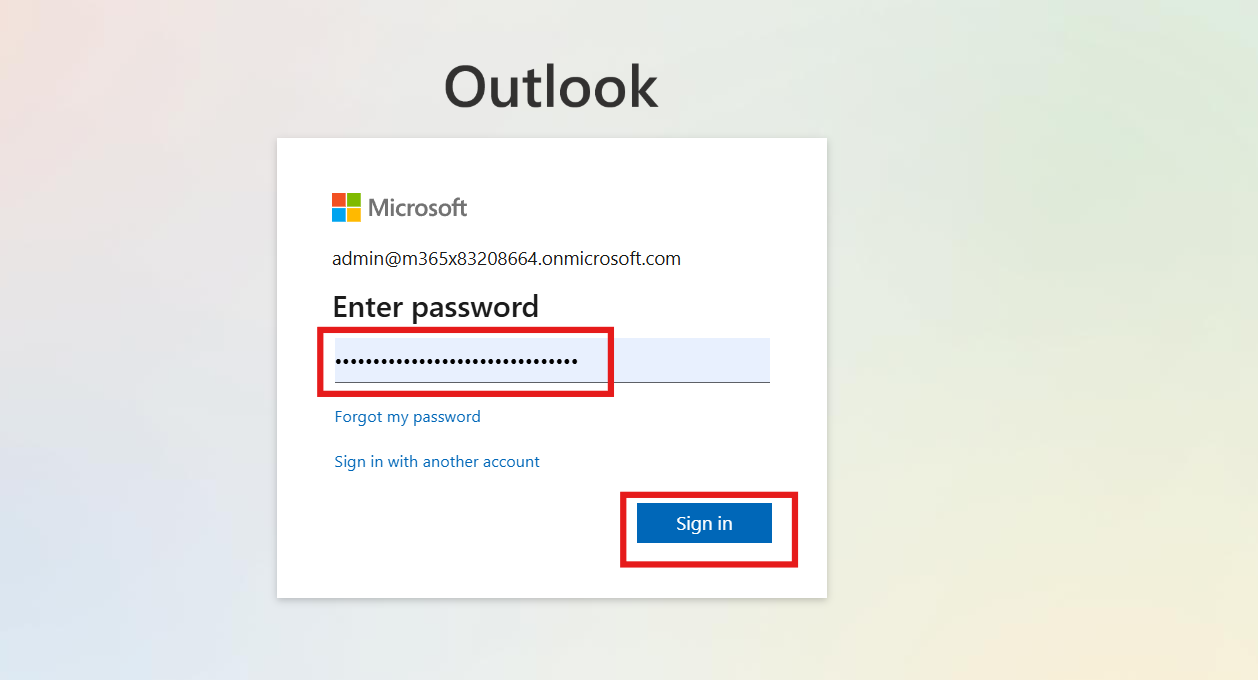 Outlook
Microsoft
admin@m365x83208664.onmicrosoft.com
Enter password
••••••••••••••••••••••••••••••••
Forgot my password
Sign in with another account
Sign in